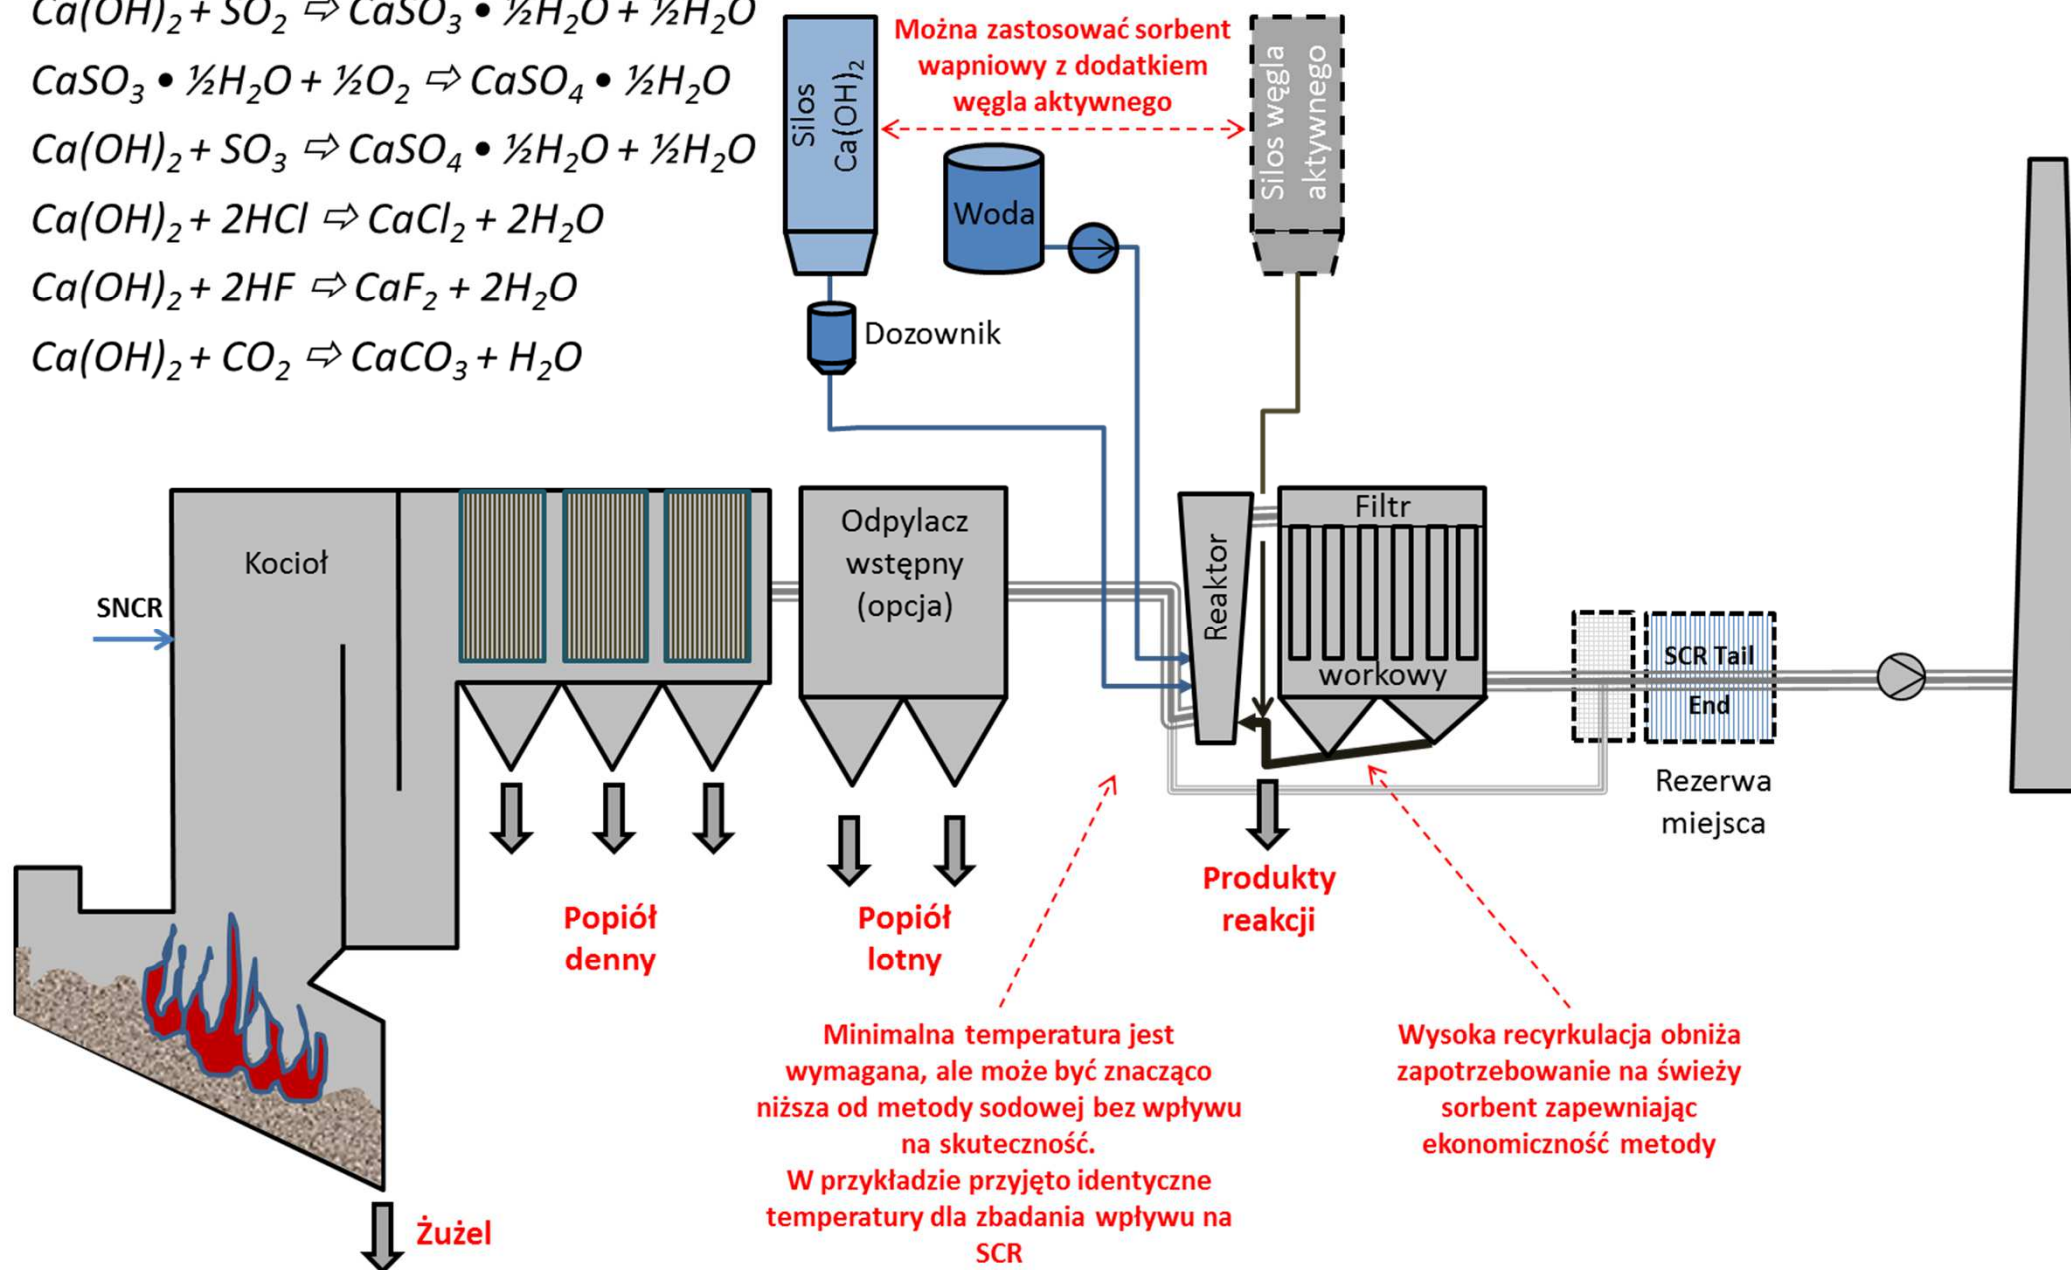 Ca(OH)₂ + SO₂ ⇨ CaSO₃ • ½H₂O + ½H₂O
CaSO₃ • ½H₂O + ½O₂ ⇨ CaSO₄ • ½H₂O
Ca(OH)₂ + SO₃ ⇨ CaSO₄ • ½H₂O + ½H₂O
Ca(OH)₂ + 2HCl ⇨ CaCl₂ + 2H₂O
Ca(OH)₂ + 2HF ⇨ CaF₂ + 2H₂O
Ca(OH)₂ + CO₂ ⇨ CaCO₃ + H₂O
Silos
Ca(OH)₂
Można zastosować sorbent
wapniowy z dodatkiem
węgla aktywnego
Silos węgla
aktywnego
Woda
Dozownik
SNCR
Kocioł
Odpylacz
wstępny
(opcja)
Reaktor
Filtr
workowy
SCR Tail
End
Rezerwa
miejsca
Popiół
denny
Popiół
lotny
Produkty
reakcji
Minimalna temperatura jest
wymagana, ale może być znacząco
niższa od metody sodowej bez wpływu
na skuteczność.
W przykładzie przyjęto identyczne
temperatury dla zbadania wpływu na
SCR
Wysoka recyrkulacja obniża
zapotrzebowanie na świeży
sorbent zapewniając
ekonomiczność metody
Żużel